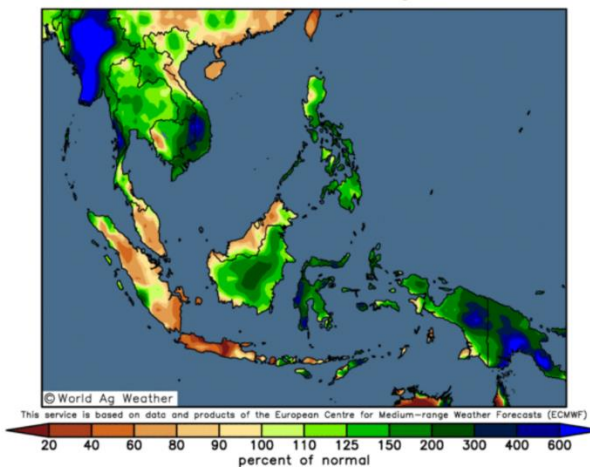 © World Ag Weather
This service is based on data and products of the European Centre for Medium-range Weather Forecasts (ECMWF)
20 40 60 80 90 100 110 125 150 200 300 400 600
percent of normal